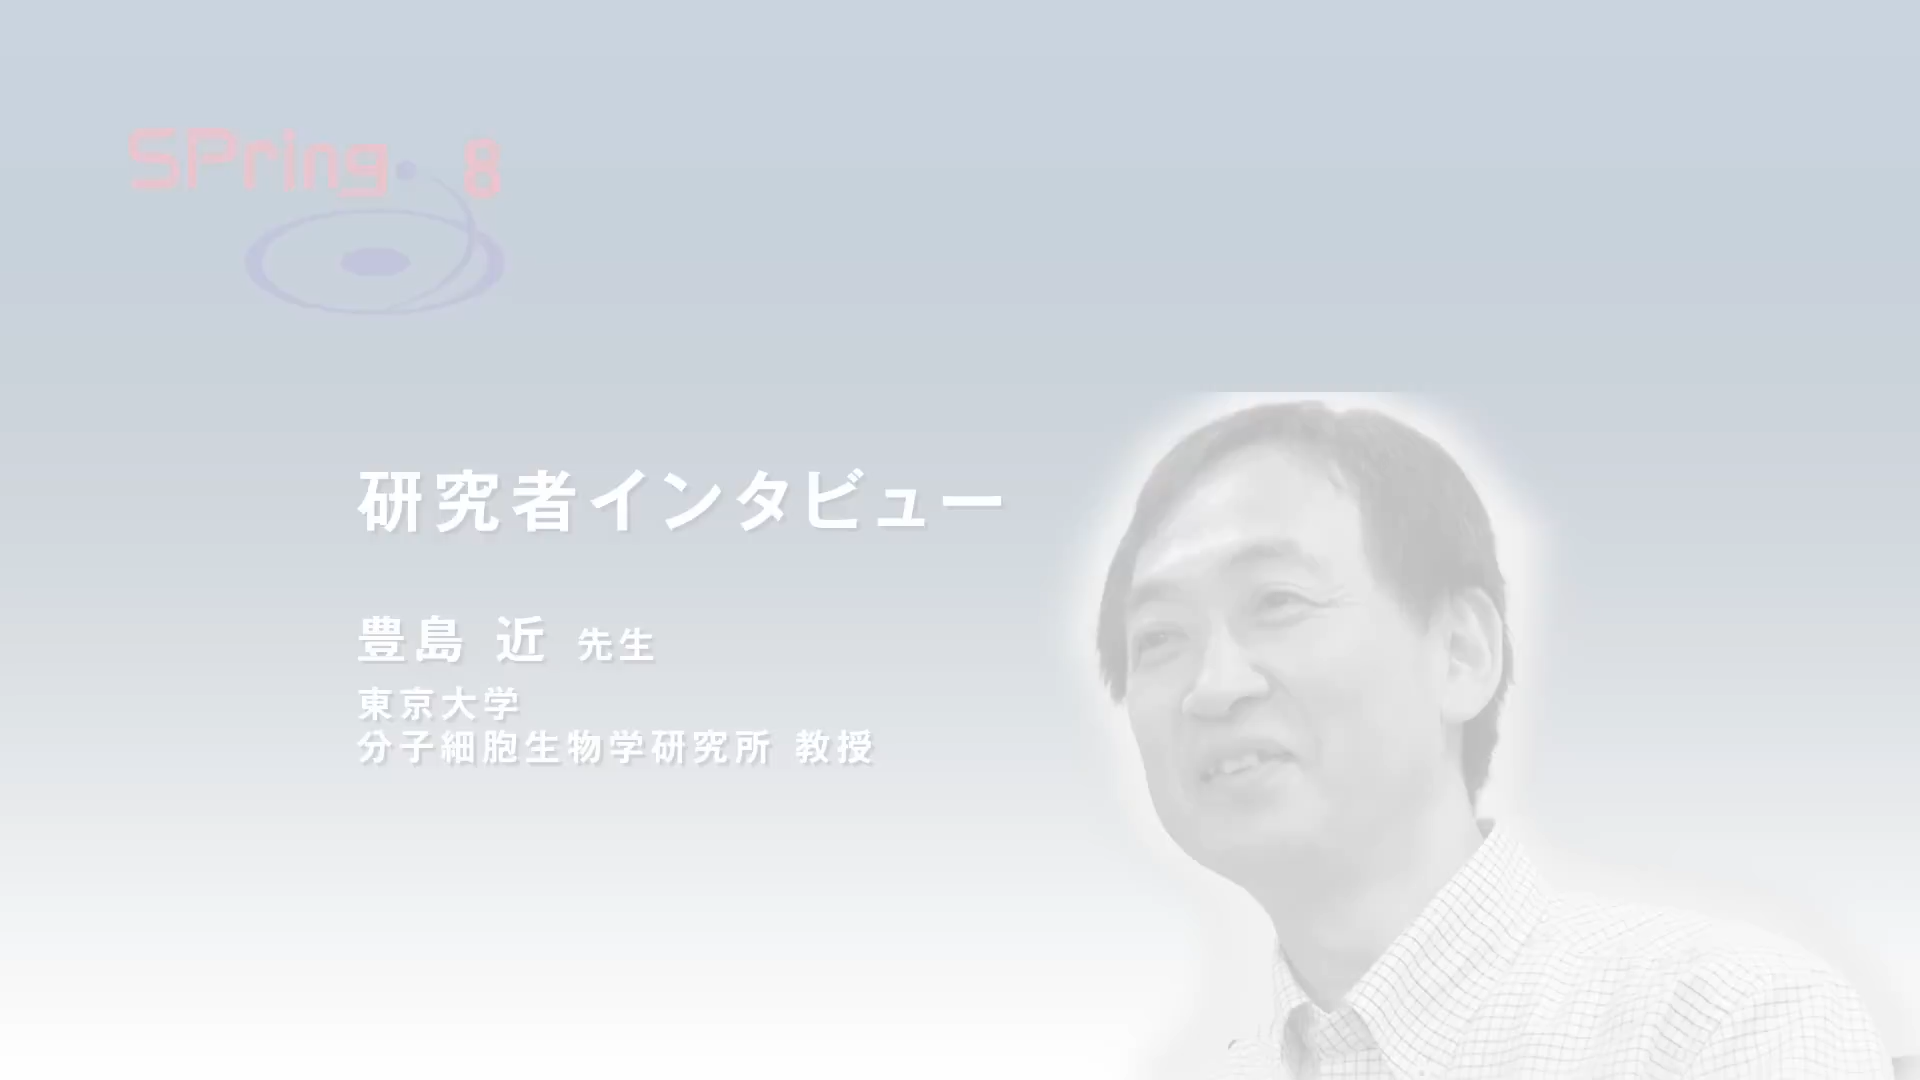 SPring-8
研究者インタビュー
豊島 近 先生
東京大学
分子細胞生物学研究所 教授